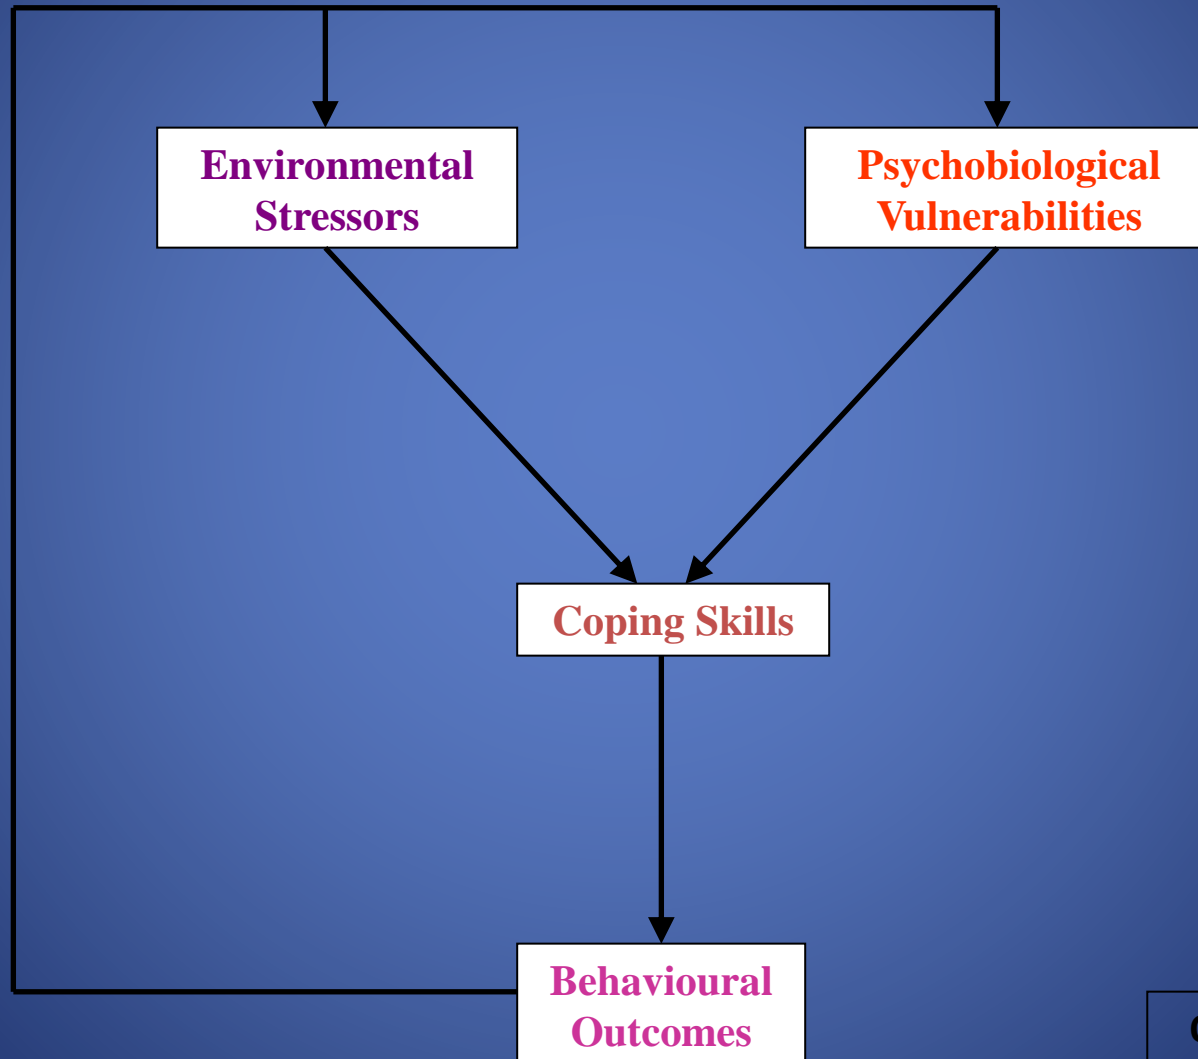 Environmental
Stressors
Psychobiological
Vulnerabilities
Coping Skills
Behavioural
Outcomes